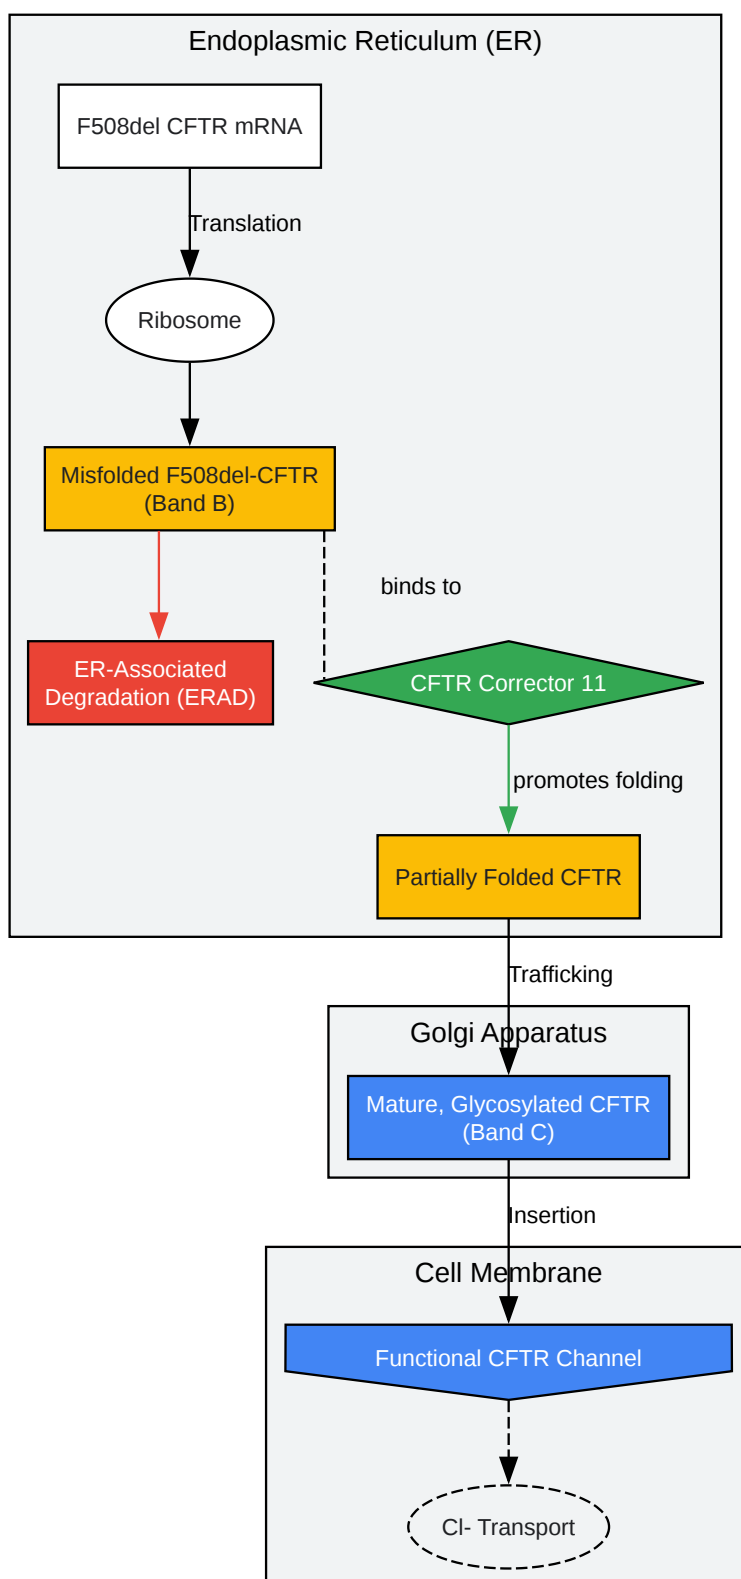 Endoplasmic Reticulum (ER)
F508del CFTR mRNA
Translation
Ribosome
Misfolded F508del-CFTR
(Band B)
binds to
ER-Associated
Degradation (ERAD)
CFTR Corrector 11
promotes folding
Partially Folded CFTR
Trafficking
Golgi Apparatus
Mature, Glycosylated CFTR
(Band C)
Insertion
Cell Membrane
Functional CFTR Channel
Cl- Transport